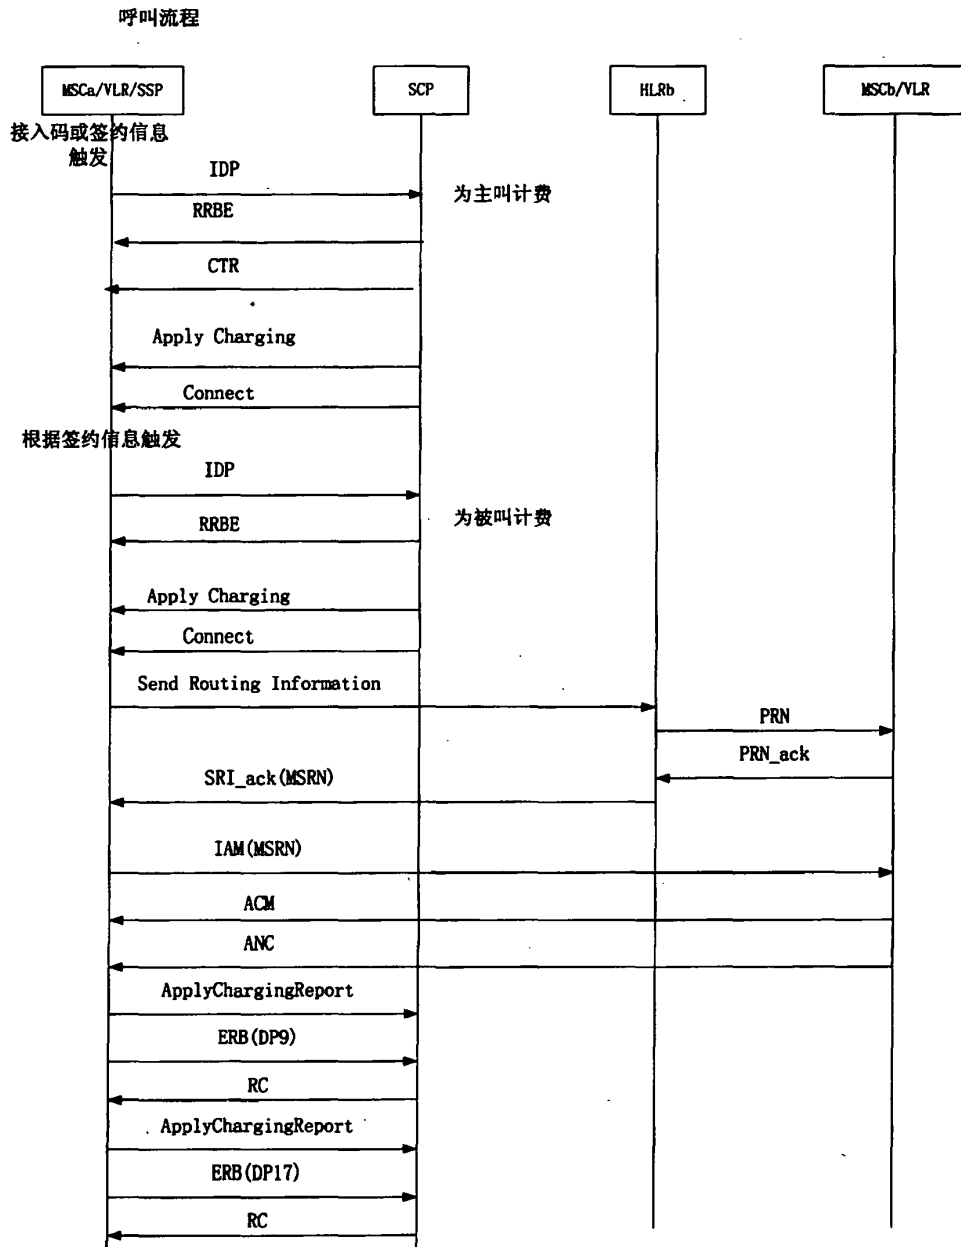 呼叫流程
MSCa/VLR/SSP
SCP
HLRb
MSCb/VLR
接入码或签约信息
触发
IDP
为主叫计费
RRBE
CTR
Apply Charging
Connect
根据签约信息触发
IDP
为被叫计费
RRBE
Apply Charging
Connect
Send Routing Information
PRN
PRN_ack
SRI_ack(MSRN)
IAM(MSRN)
ACM
ANC
ApplyChargingReport
ERB(DP9)
RC
ApplyChargingReport
ERB(DP17)
RC